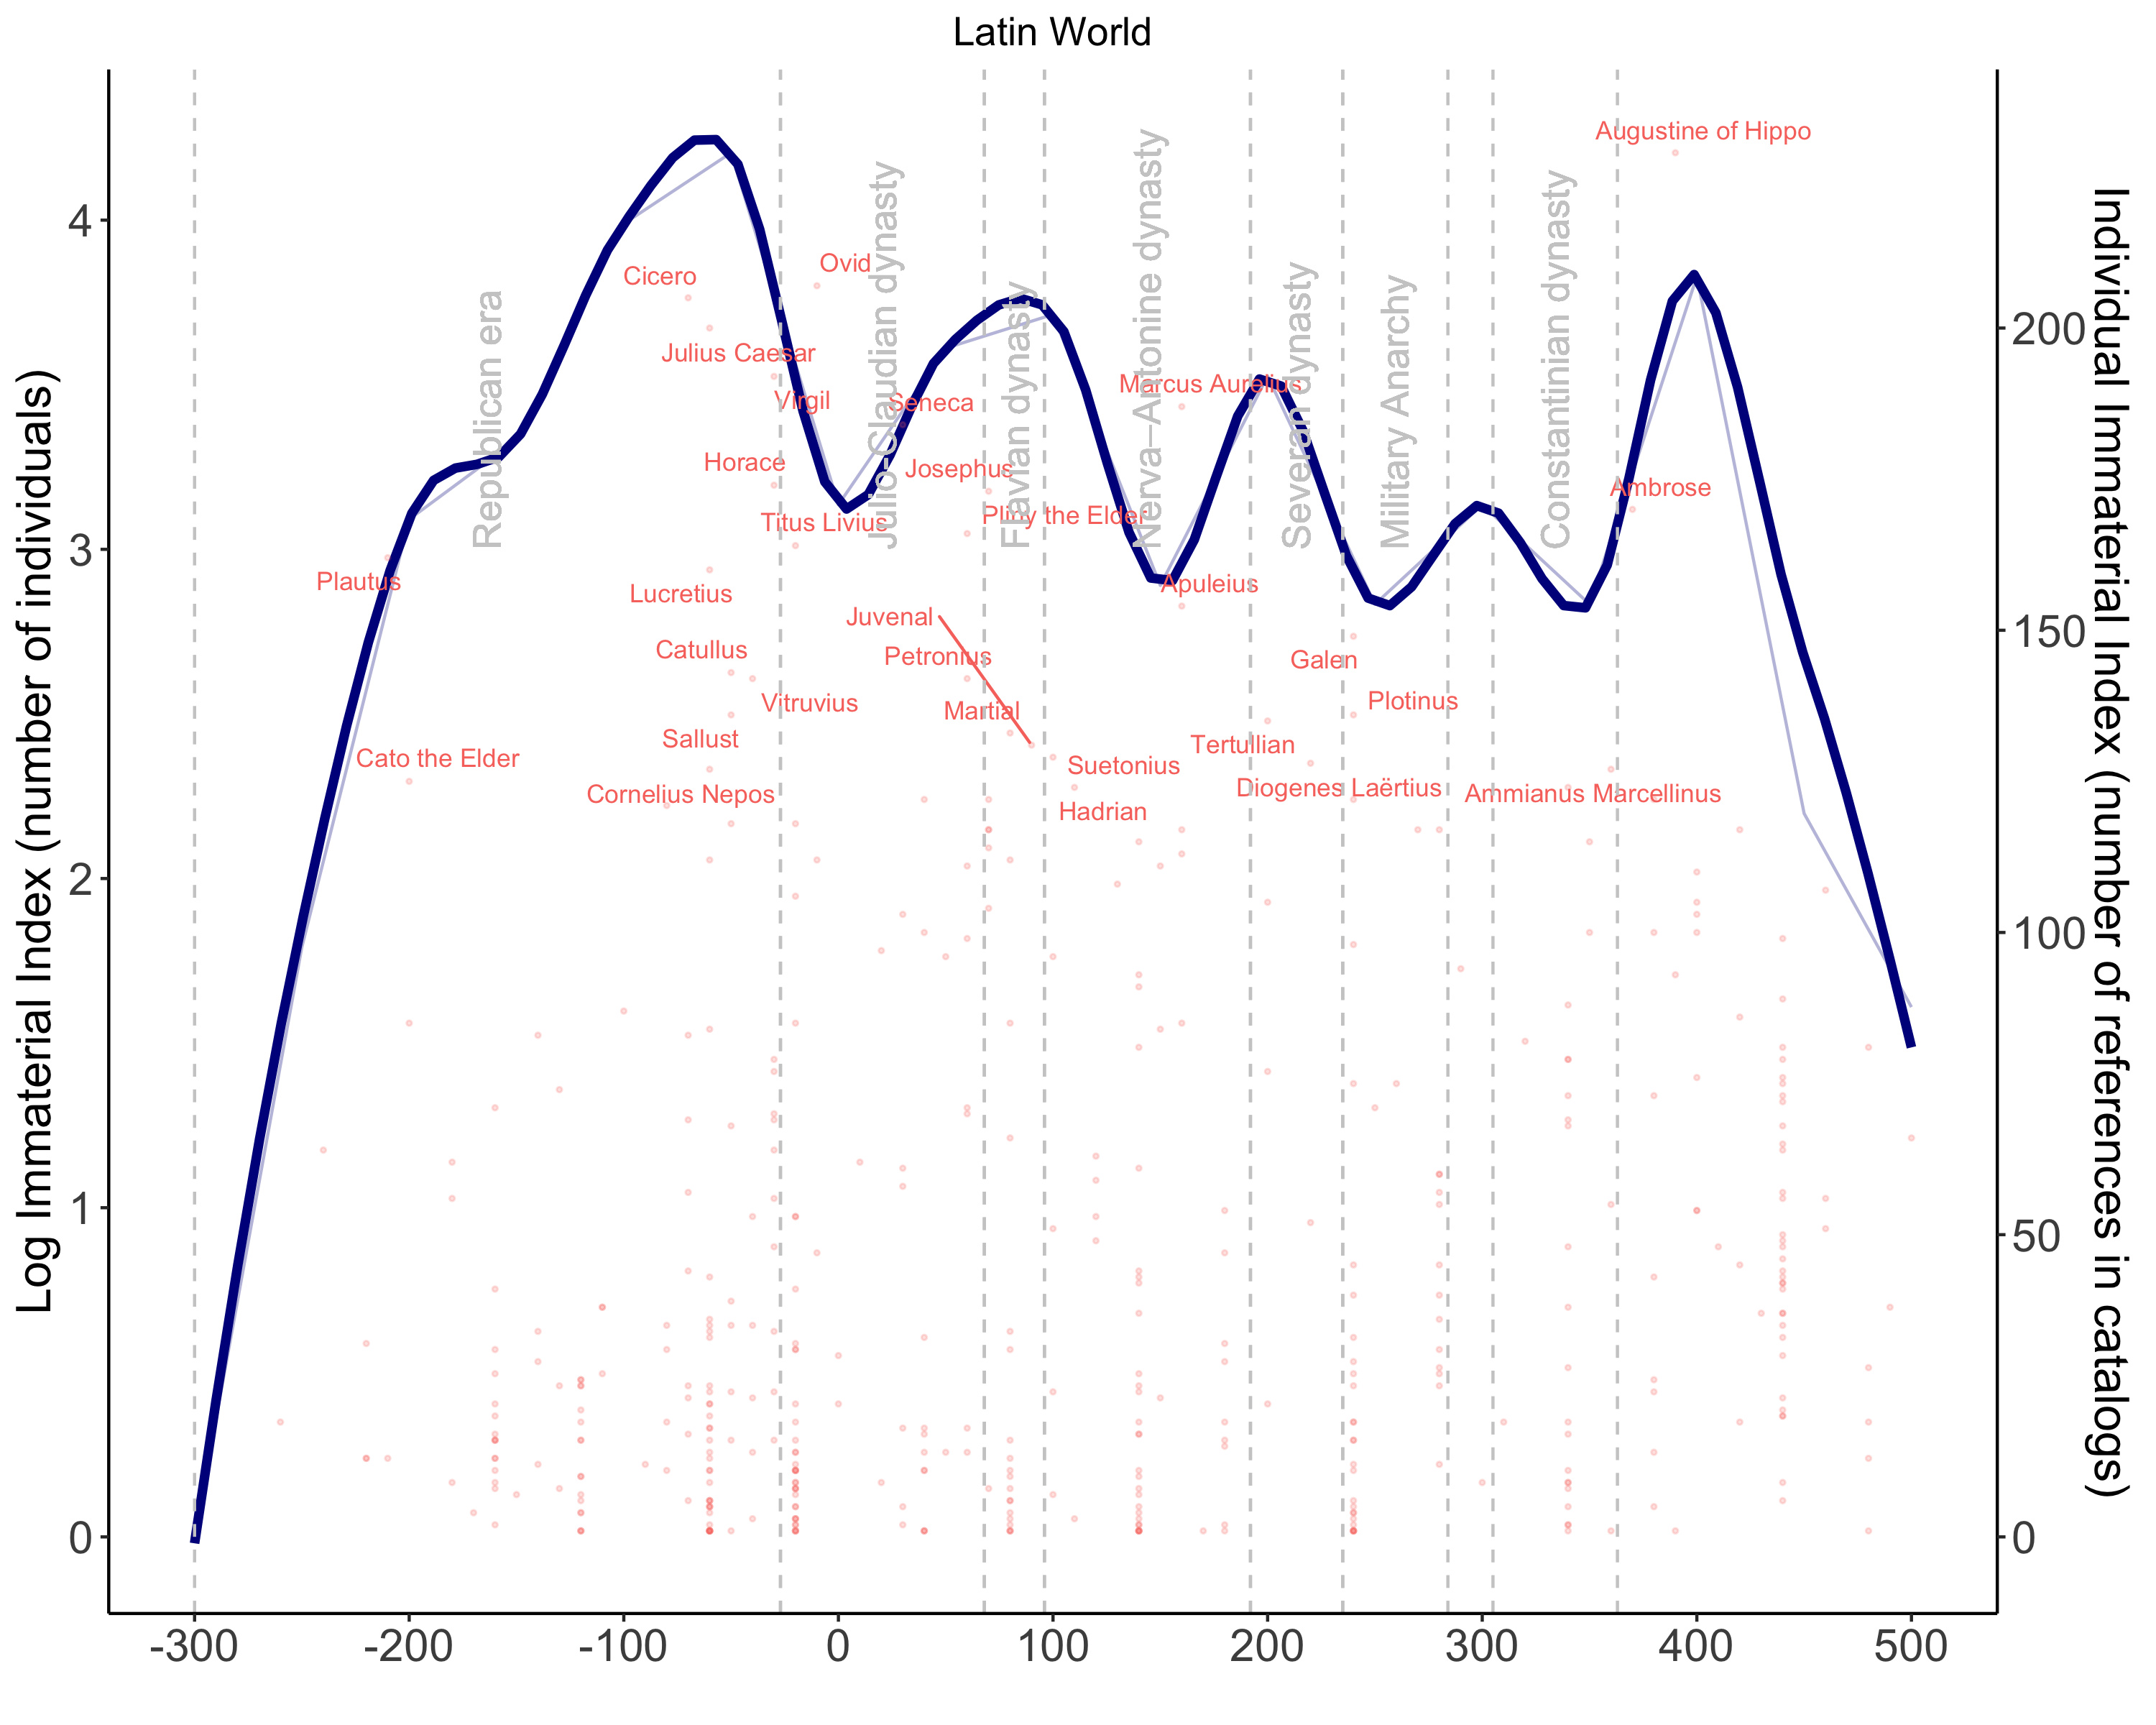 Latin World
Log Immaterial Index (number of individuals)
Individual Immaterial Index (number of references in catalogs)
4
3
2
1
0
200
150
100
50
0
-300
-200
-100
0
100
200
300
400
500
Republican era
Julio-Claudian dynasty
Flavian dynasty
Nerva–Antonine dynasty
Severan dynasty
Military Anarchy
Constantinian dynasty
Augustine of Hippo
Ovid
Cicero
Julius Caesar
Marcus Aurelius
Virgil
Seneca
Horace
Josephus
Ambrose
Titus Livius
Pliny the Elder
Plautus
Apuleius
Lucretius
Juvenal
Catullus
Petronius
Galen
Vitruvius
Martial
Plotinus
Sallust
Tertullian
Cato the Elder
Suetonius
Cornelius Nepos
Diogenes Laërtius
Ammianus Marcellinus
Hadrian